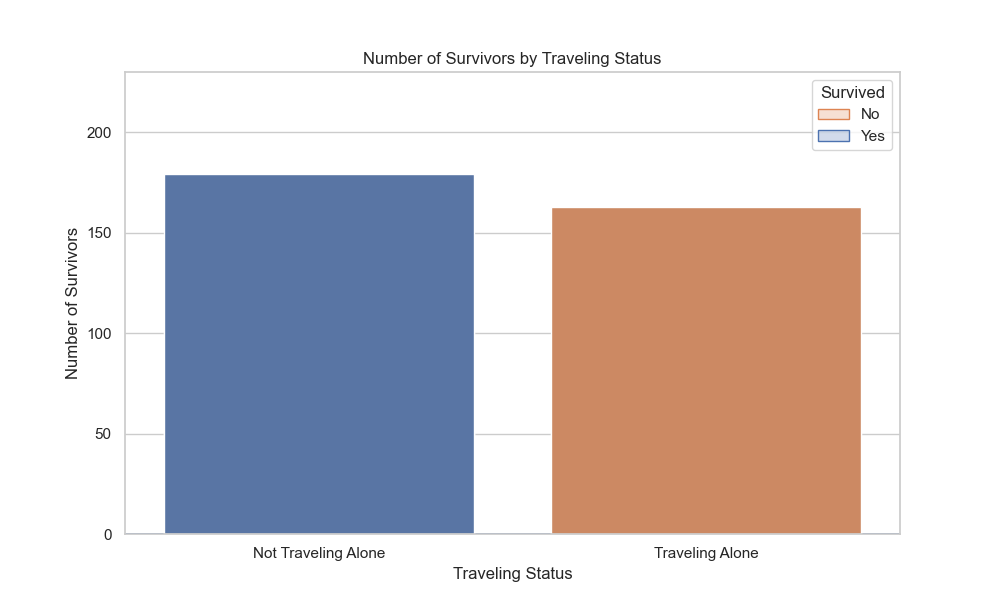 Number of Survivors by Traveling Status
Survived
No
Yes
Number of Survivors
200
150
100
50
0
Not Traveling Alone
Traveling Alone
Traveling Status